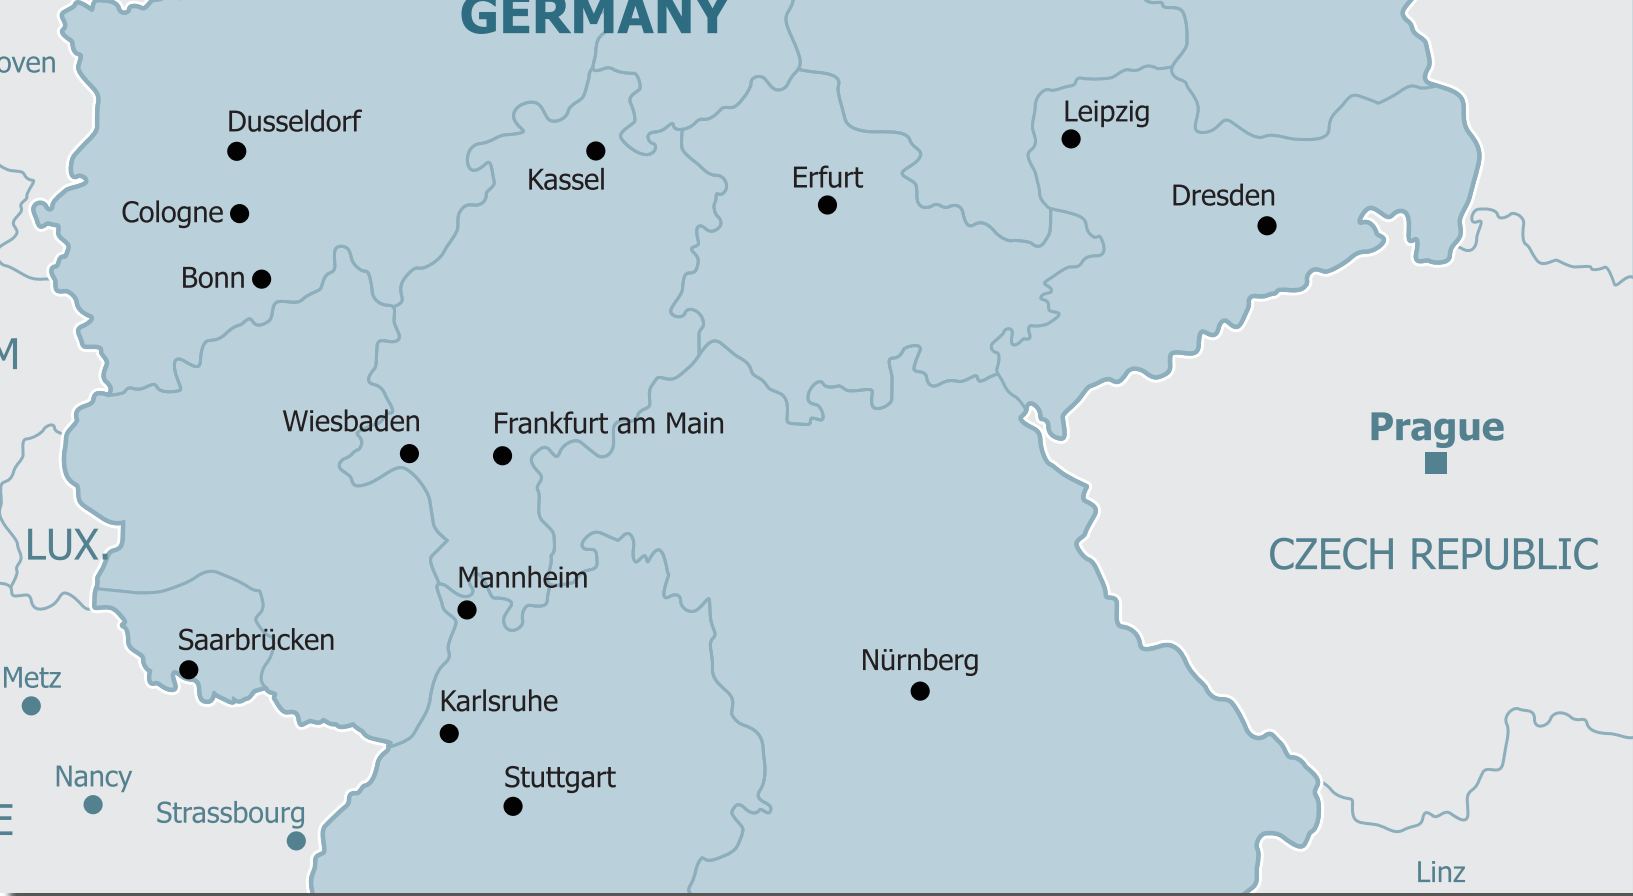 GERMANY
oven
Dusseldorf
Leipzig
Kassel
Erfurt
Dresden
Cologne
Bonn
M
Wiesbaden
Frankfurt am Main
Prague
LUX.
CZECH REPUBLIC
Mannheim
Saarbrücken
Nürnberg
Metz
Karlsruhe
Nancy
Stuttgart
Strassbourg
E
Linz